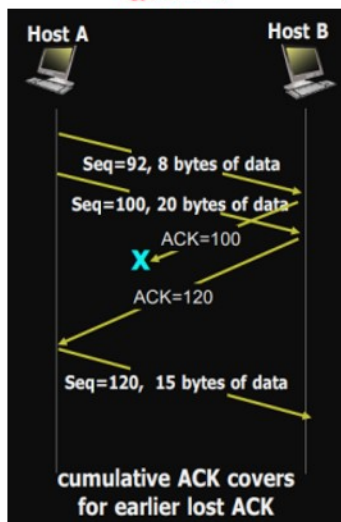 Host A
Host B
Seq=92, 8 bytes of data
Seq=100, 20 bytes of data
ACK=100
X
ACK=120
Seq=120, 15 bytes of data
cumulative ACK covers
for earlier lost ACK